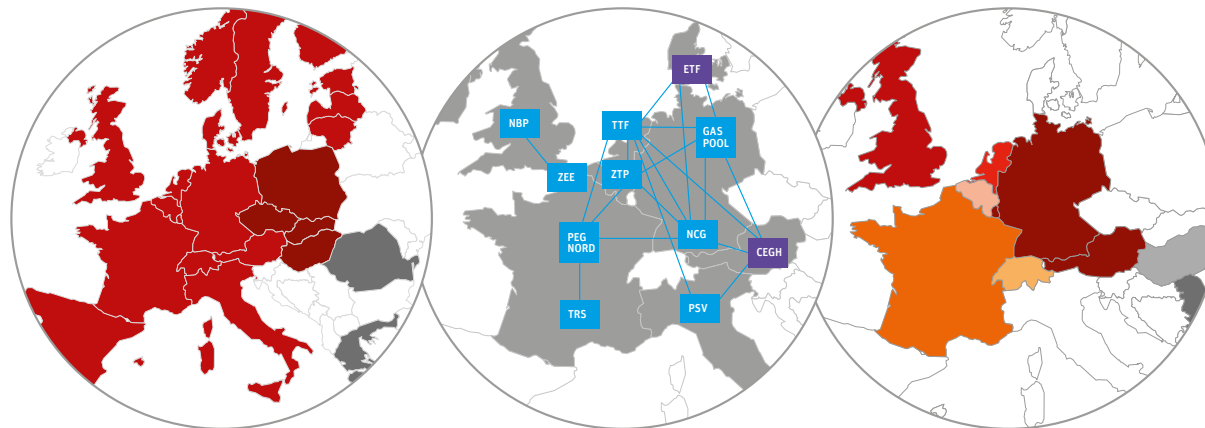 ETF
NBP
TTF
GAS
POOL
ZEE
ZTP
PEG
NORD
NCG
CEGH
TRS
PSV